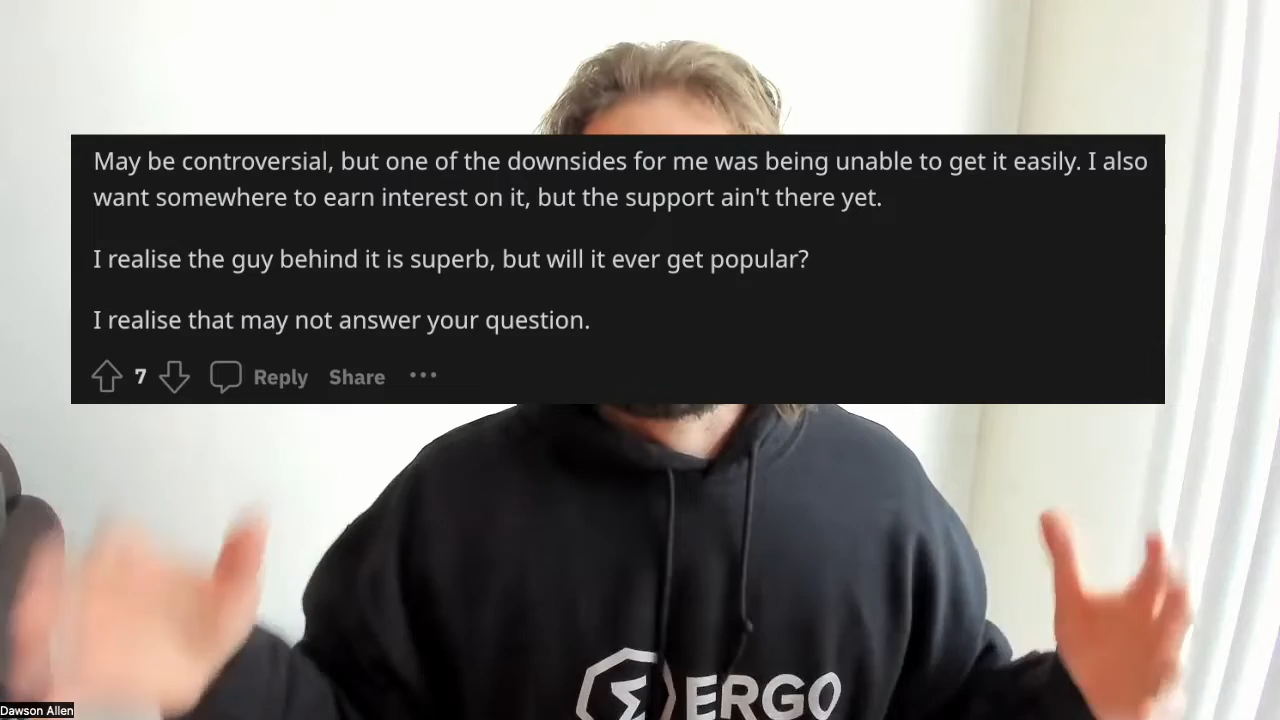 May be controversial, but one of the downsides for me was being unable to get it easily. I also
want somewhere to earn interest on it, but the support ain't there yet.
I realise the guy behind it is superb, but will it ever get popular?
I realise that may not answer your question.
7 Reply Share
ERGO
Dawson Allen